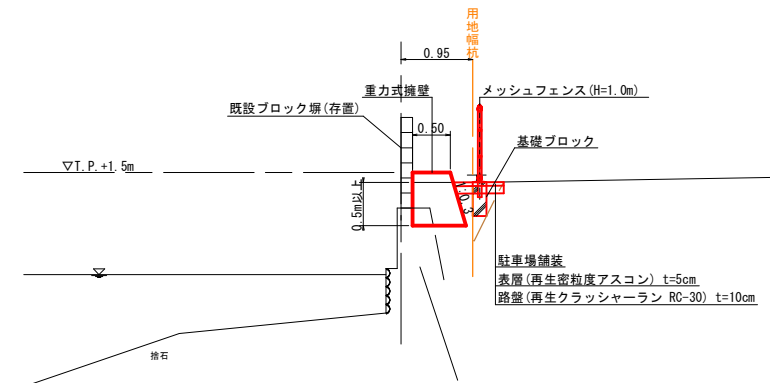 用地幅杭
0.95
重力式擁壁
メッシュフェンス(H=1.0m)
既設ブロック塀(存置)
0.50
基礎ブロック
▽T.P.+1.5m
0.5m以上
1:0.3
駐車場舗装
表層(再生密粒度アスコン) t=5cm
路盤(再生クラッシャーラン RC-30) t=10cm
捨石